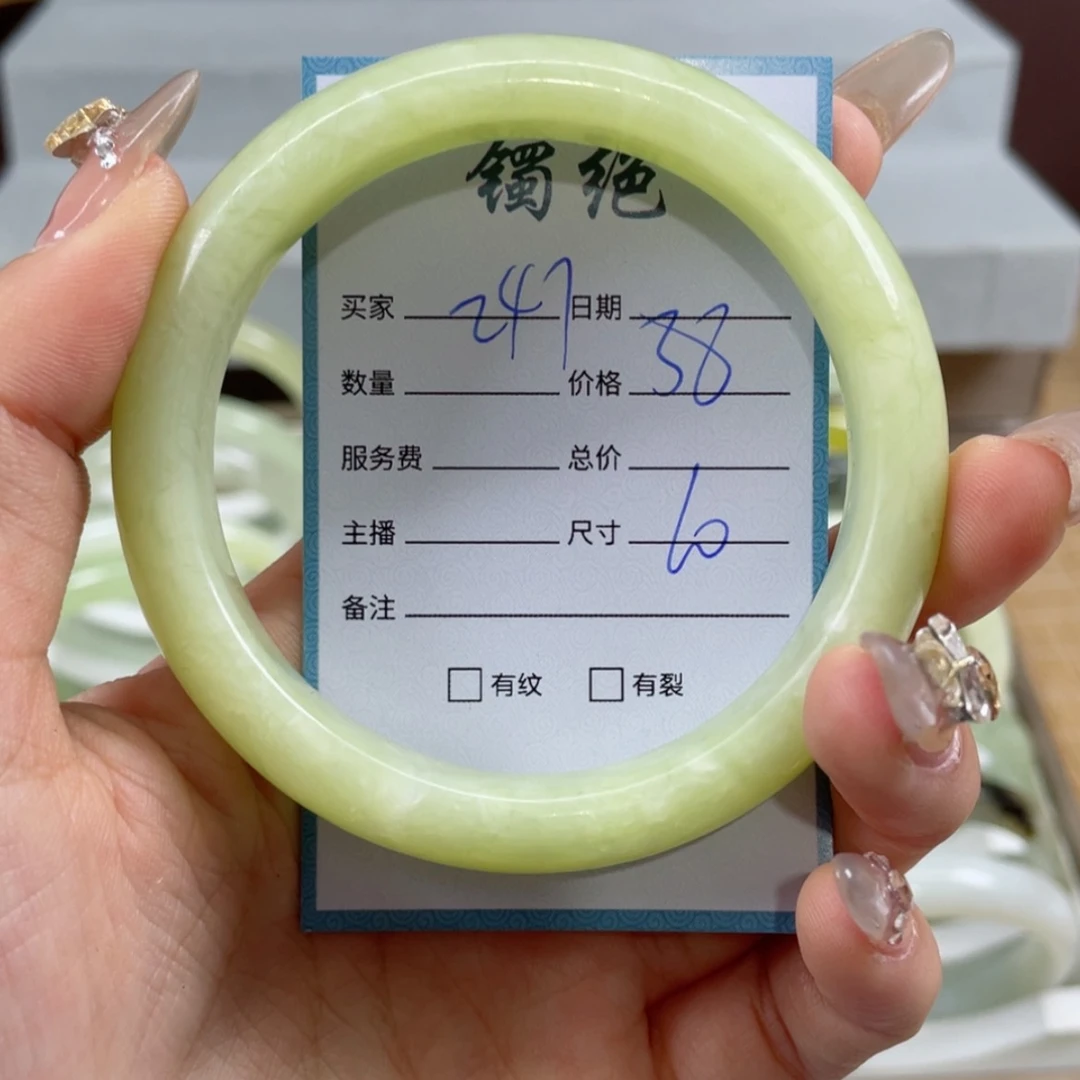 镯绝
买家 247 日期
数量 价格 38
服务费 总价
主播 尺寸 60
备注
有纹 有裂